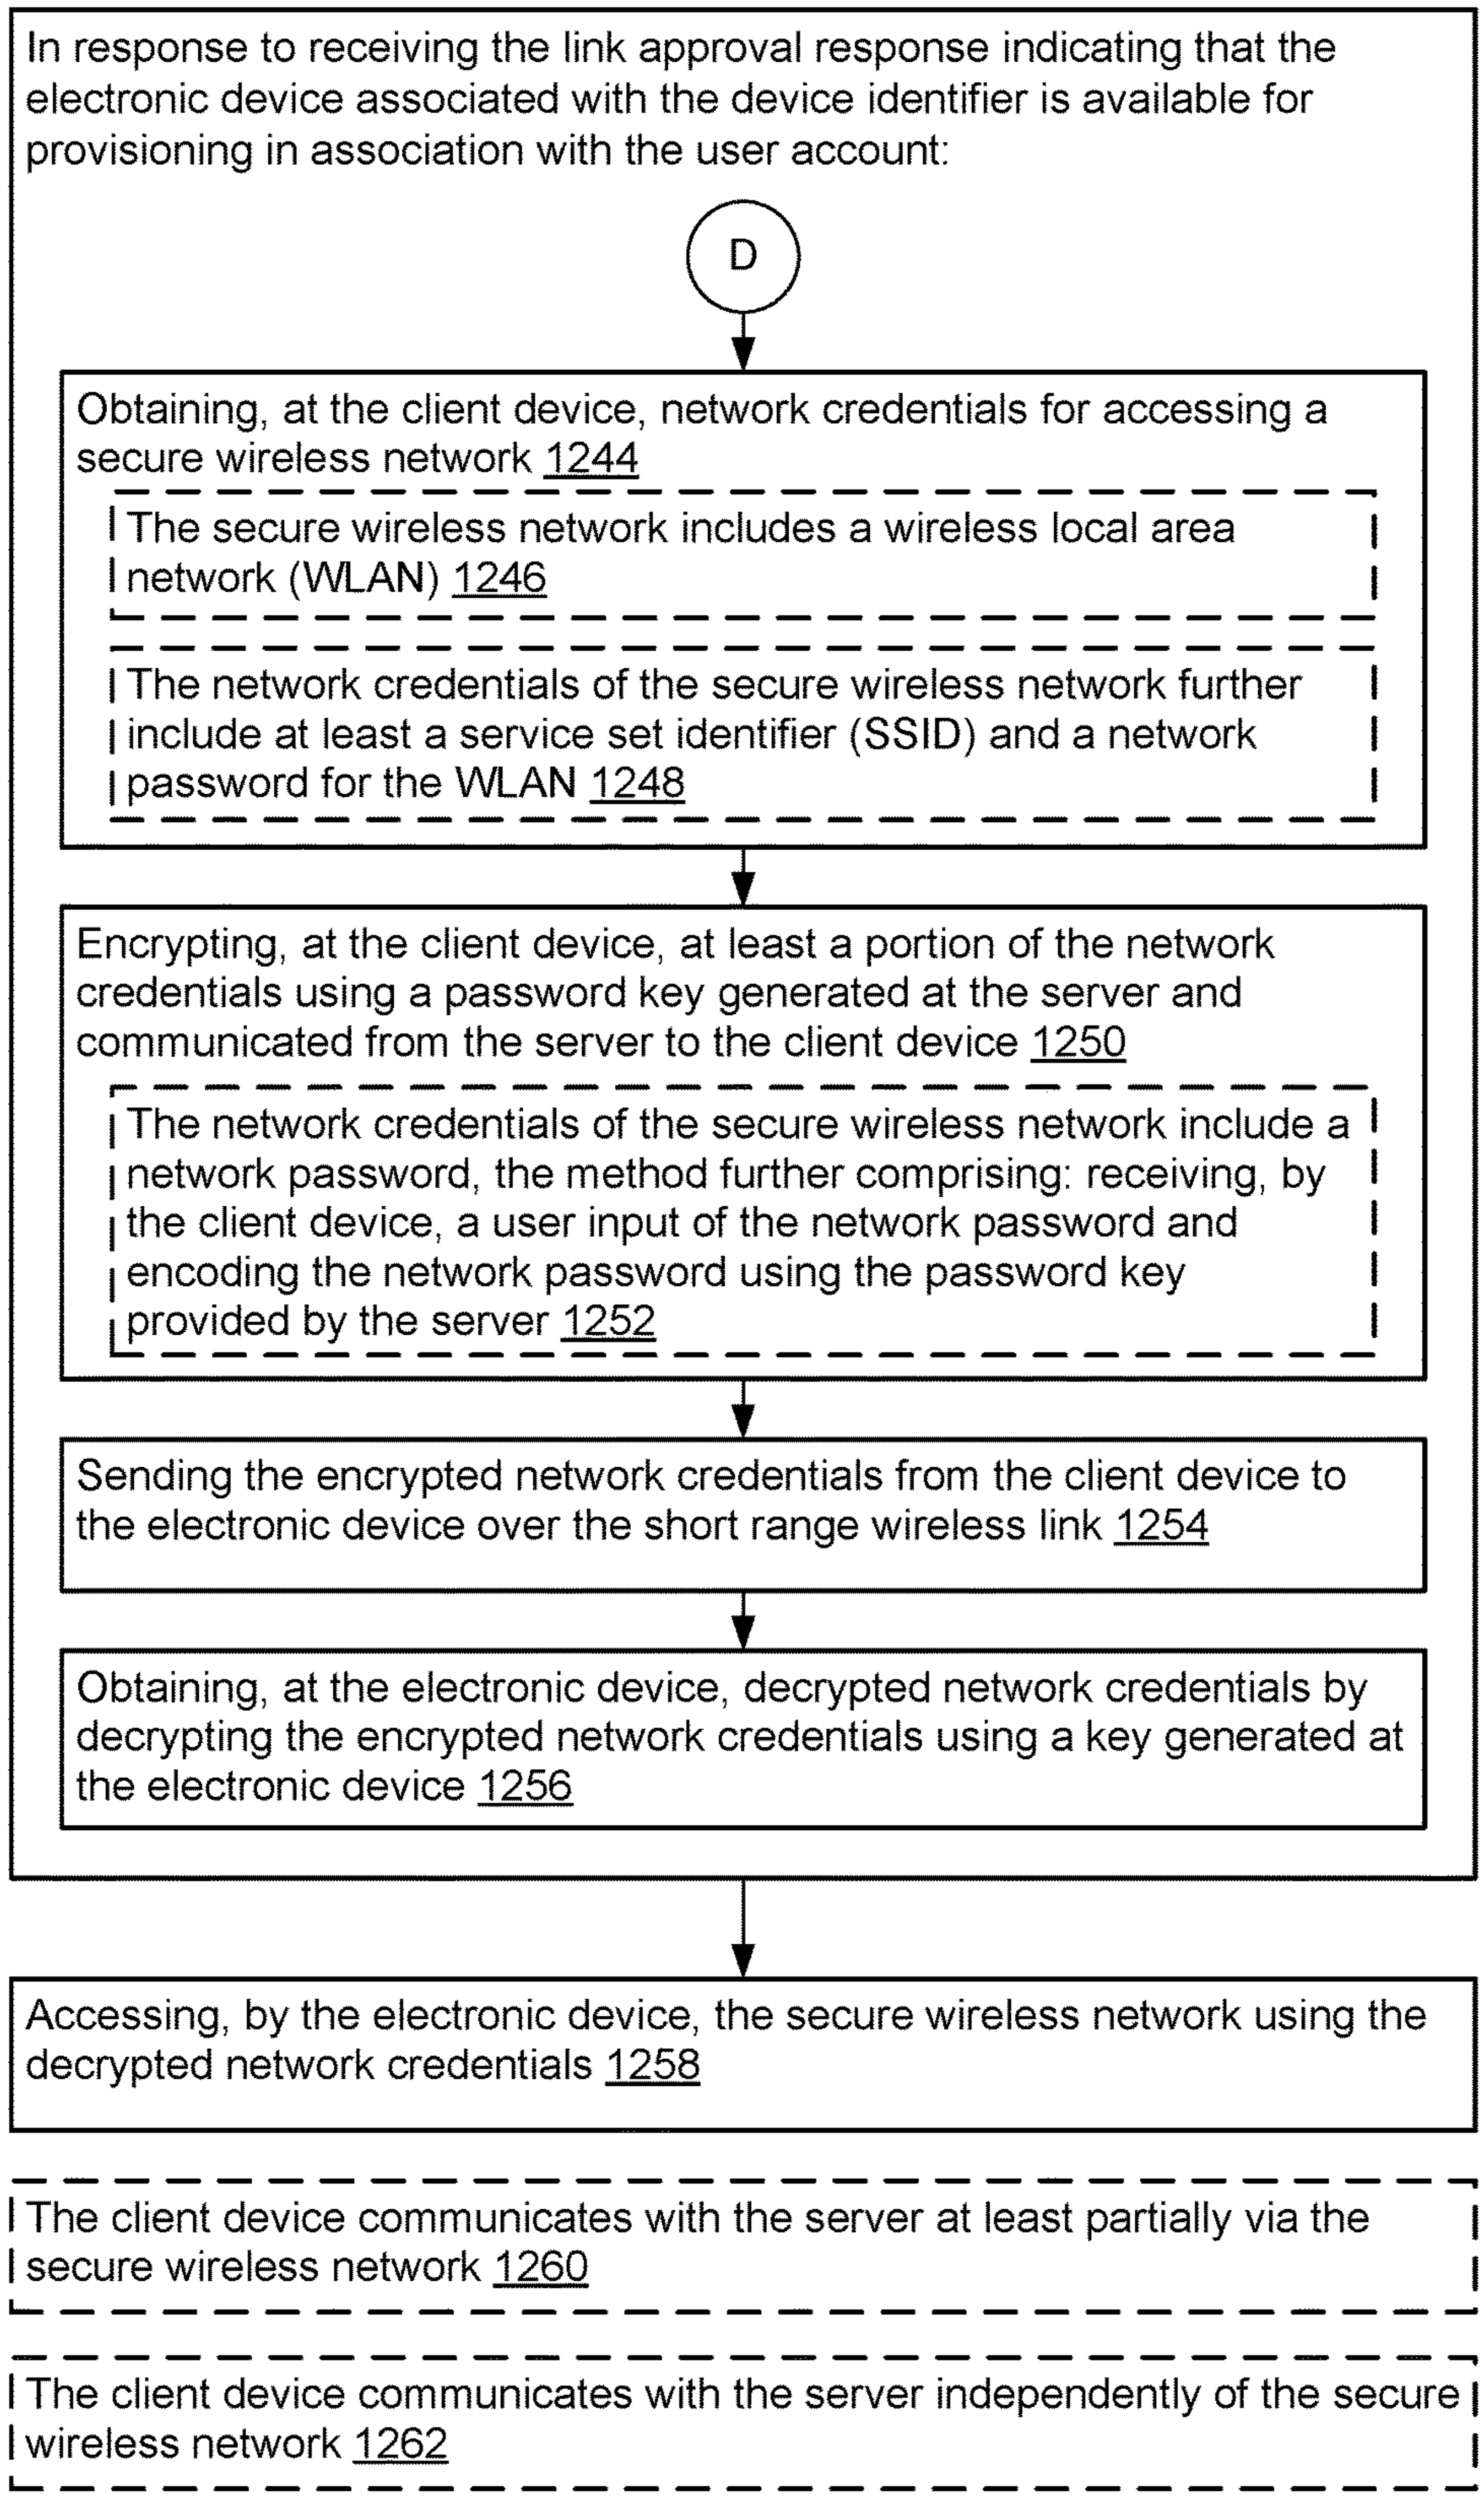 In response to receiving the link approval response indicating that the
electronic device associated with the device identifier is available for
provisioning in association with the user account:
D
Obtaining, at the client device, network credentials for accessing a
secure wireless network 1244
The secure wireless network includes a wireless local area
network (WLAN) 1246
The network credentials of the secure wireless network further
include at least a service set identifier (SSID) and a network
password for the WLAN 1248
Encrypting, at the client device, at least a portion of the network
credentials using a password key generated at the server and
communicated from the server to the client device 1250
The network credentials of the secure wireless network include a
network password, the method further comprising: receiving, by
the client device, a user input of the network password and
encoding the network password using the password key
provided by the server 1252
Sending the encrypted network credentials from the client device to
the electronic device over the short range wireless link 1254
Obtaining, at the electronic device, decrypted network credentials by
decrypting the encrypted network credentials using a key generated at
the electronic device 1256
Accessing, by the electronic device, the secure wireless network using the
decrypted network credentials 1258
The client device communicates with the server at least partially via the
secure wireless network 1260
The client device communicates with the server independently of the secure
wireless network 1262